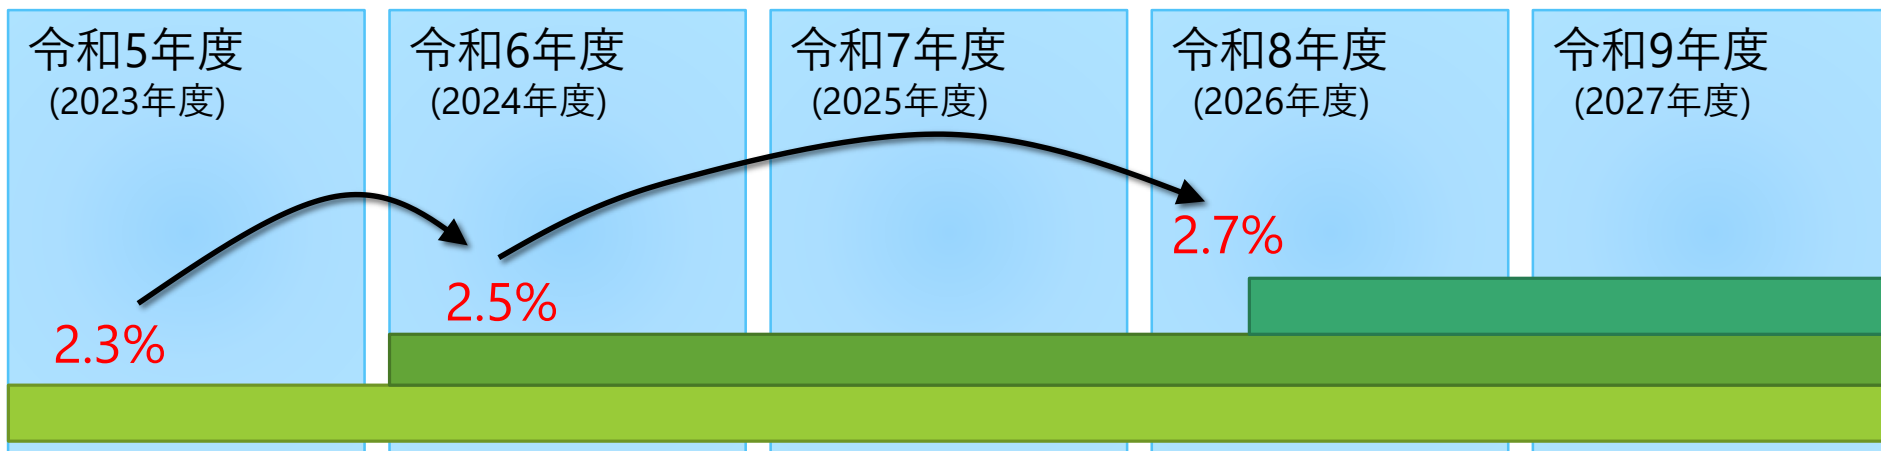 令和5年度
(2023年度)
令和6年度
(2024年度)
令和7年度
(2025年度)
令和8年度
(2026年度)
令和9年度
(2027年度)
2.3%
2.5%
2.7%